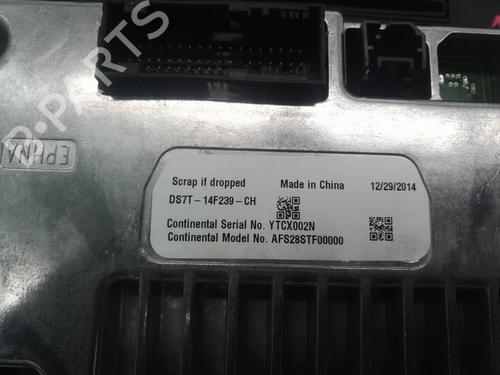 B-PARTS
EPHNA
Scrap if dropped Made in China 12/29/2014
DS7T-14F239-CH
Continental Serial No. YTCX002N
Continental Model No. AFS28STF00000